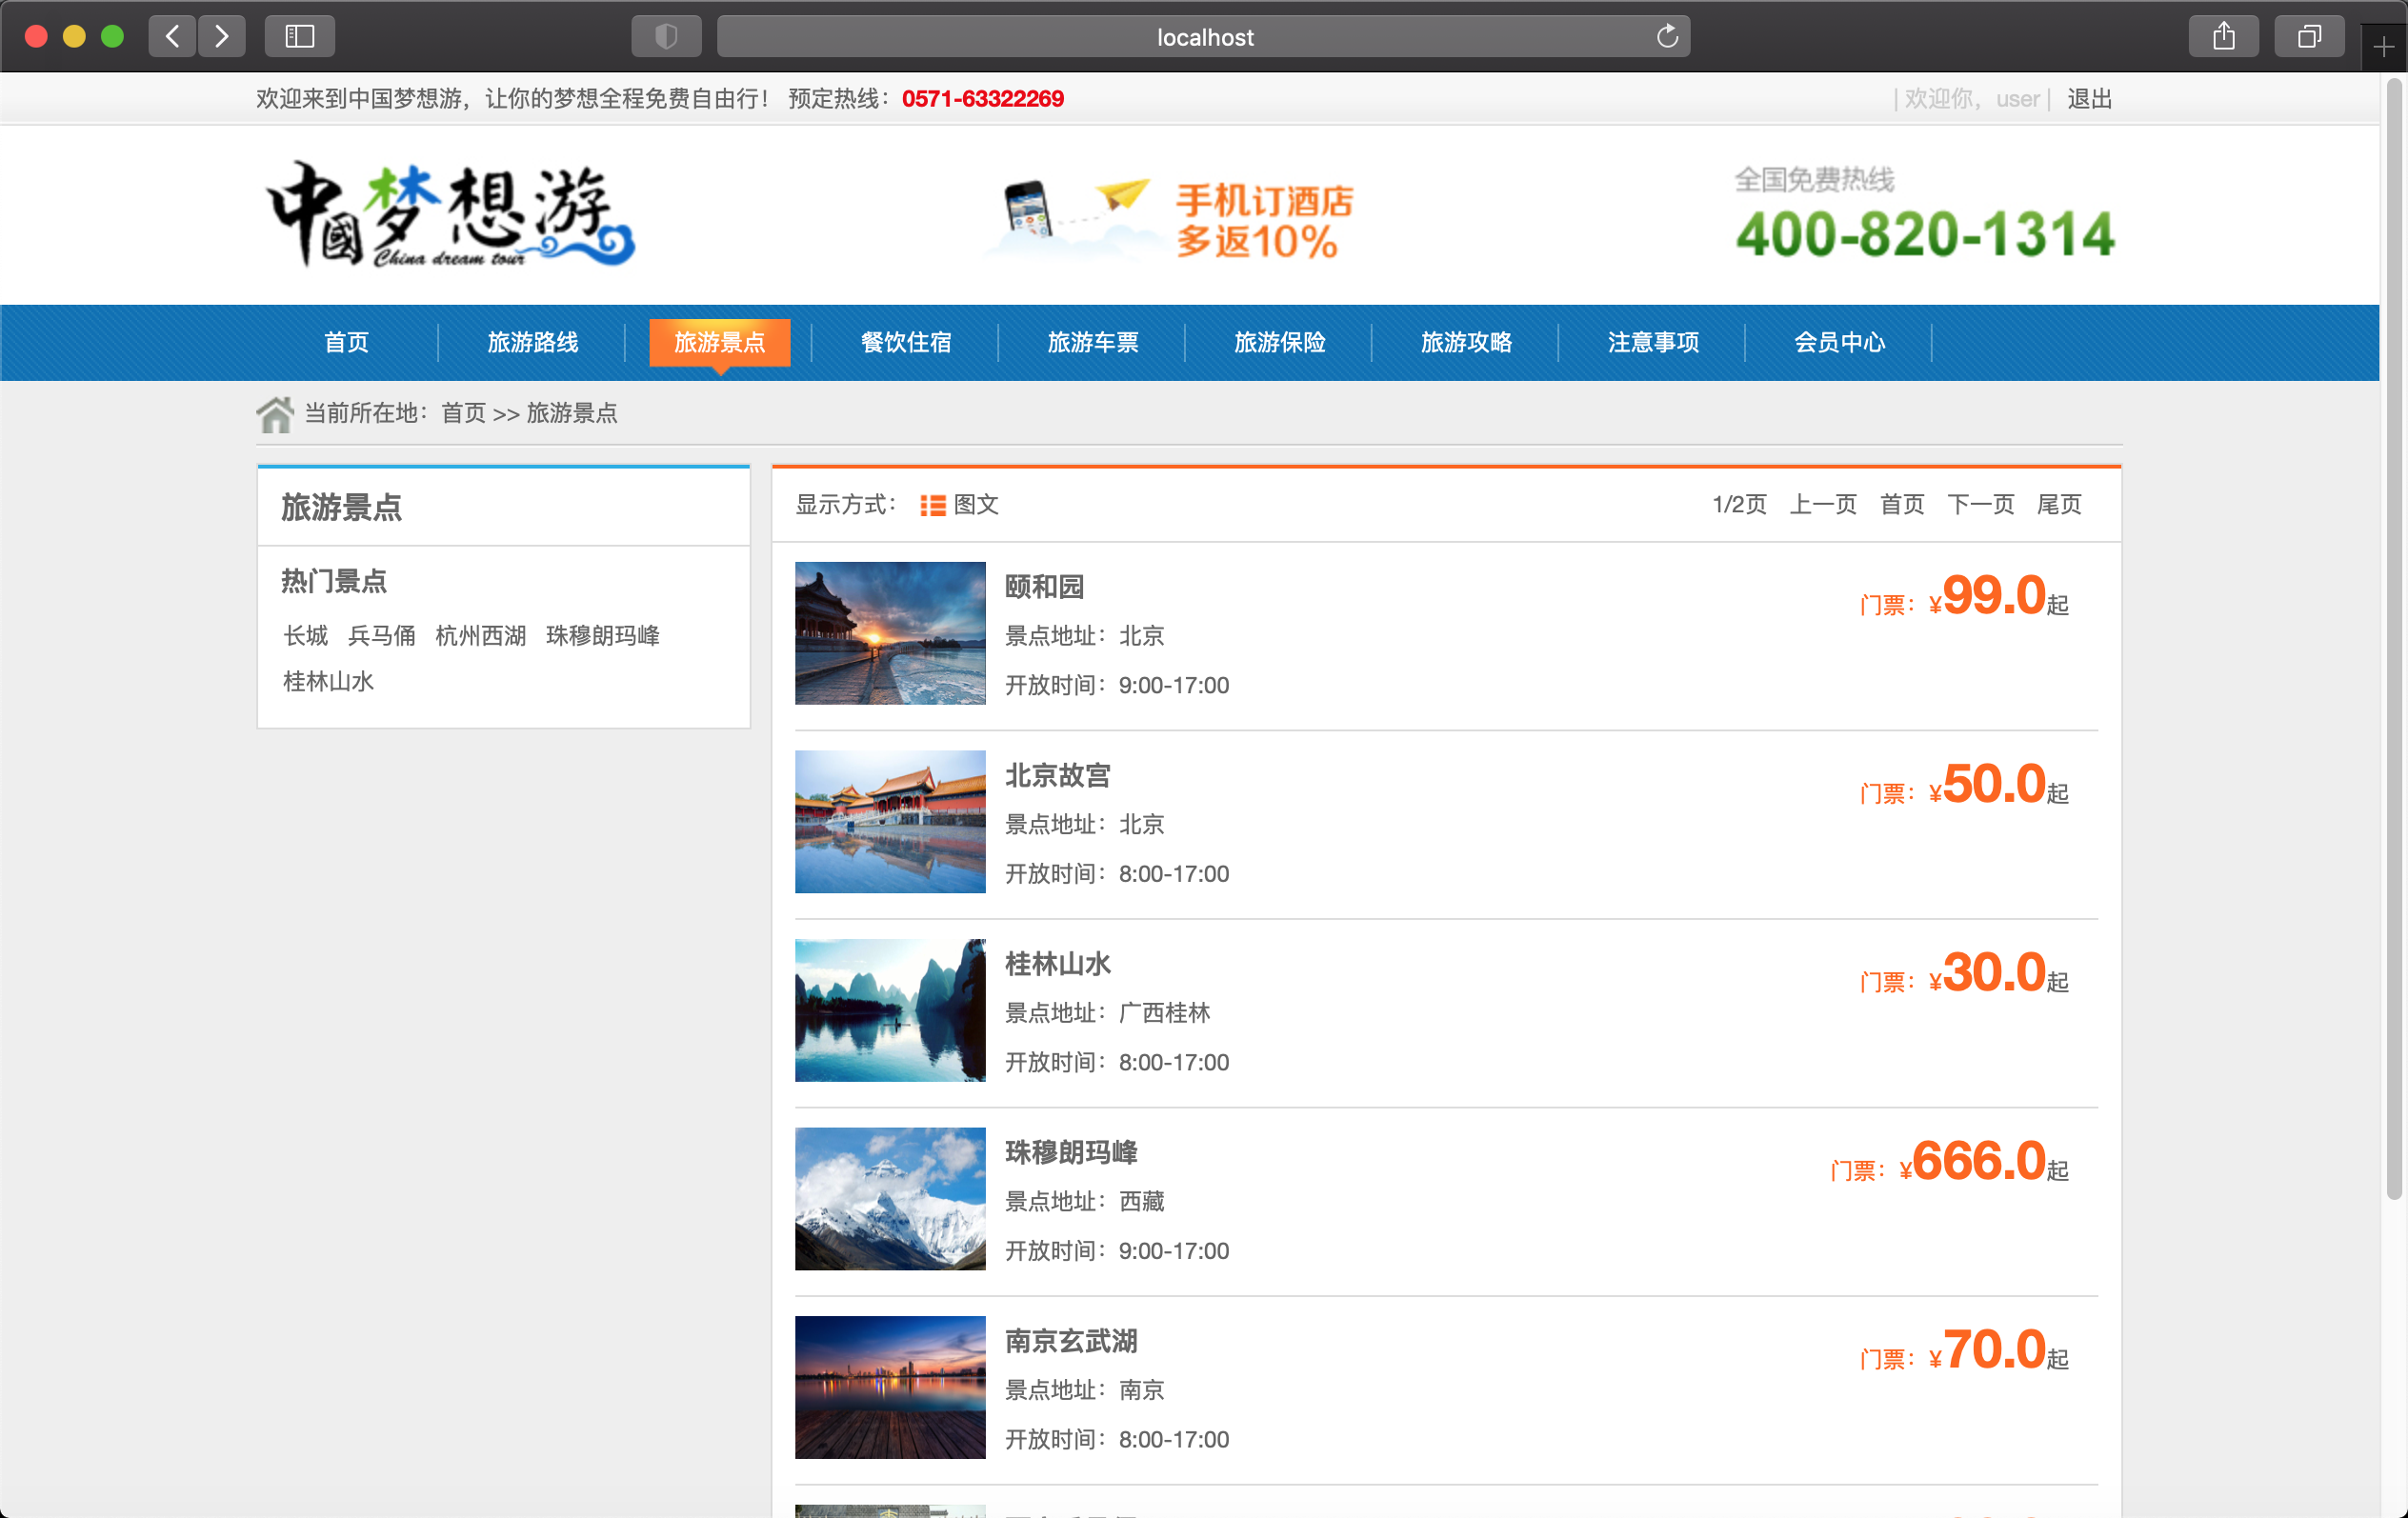 localhost
欢迎来到中国梦想游，让你的梦想全程免费自由行！ 预定热线：0571-63322269
| 欢迎你，user | 退出
中國梦想游
China dream tour
手机订酒店
多返10%
全国免费热线
400-820-1314
首页 旅游路线 旅游景点 餐饮住宿 旅游车票 旅游保险 旅游攻略 注意事项 会员中心
当前所在地：首页 >> 旅游景点
旅游景点
热门景点
长城 兵马俑 杭州西湖 珠穆朗玛峰
桂林山水
显示方式： 图文
1/2页 上一页 首页 下一页 尾页
颐和园
门票：¥99.0起
景点地址：北京
开放时间：9:00-17:00
北京故宫
门票：¥50.0起
景点地址：北京
开放时间：8:00-17:00
桂林山水
门票：¥30.0起
景点地址：广西桂林
开放时间：8:00-17:00
珠穆朗玛峰
门票：¥666.0起
景点地址：西藏
开放时间：9:00-17:00
南京玄武湖
门票：¥70.0起
景点地址：南京
开放时间：8:00-17:00